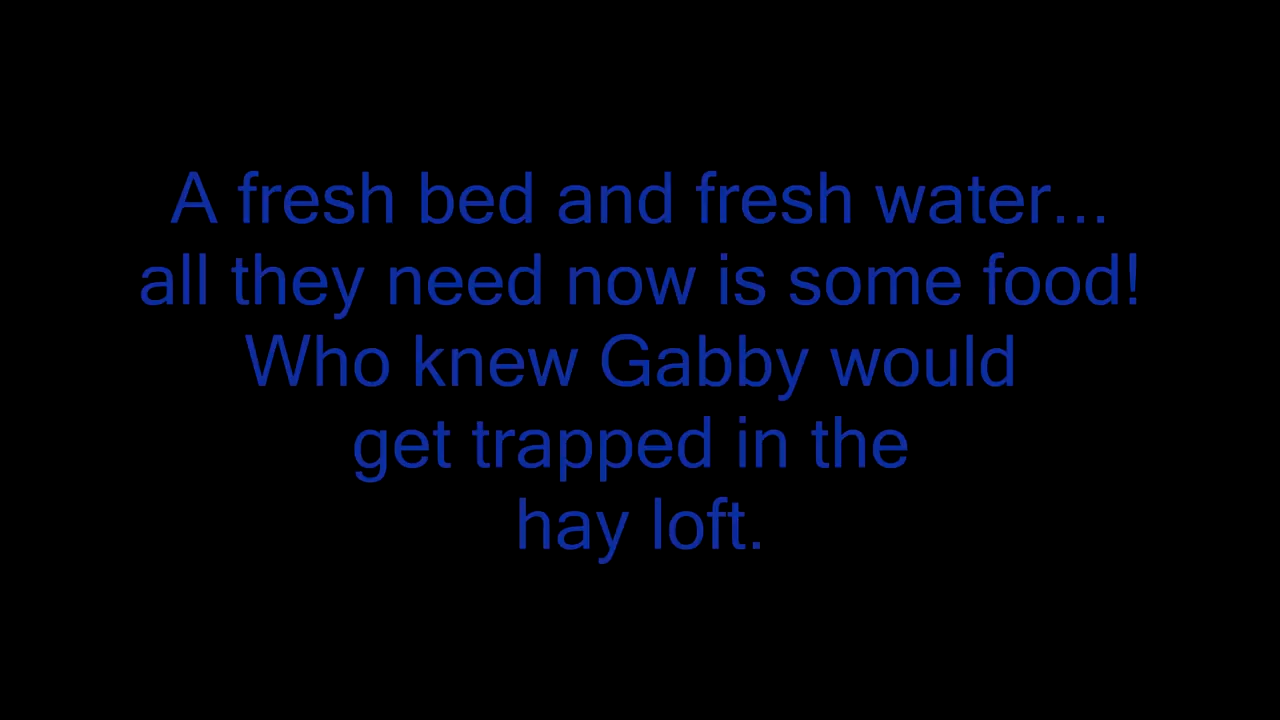 A fresh bed and fresh water...
all they need now is some food!
Who knew Gabby would
get trapped in the
hay loft.